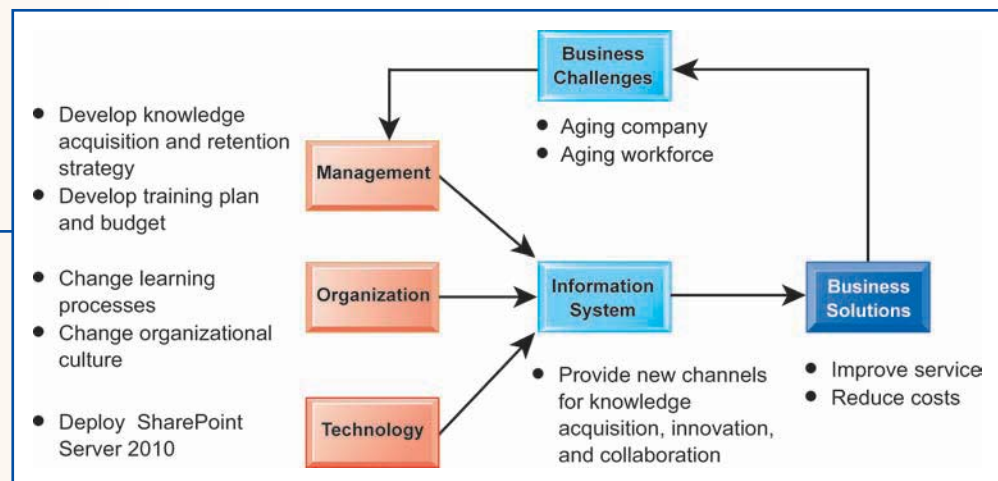 Business
Challenges
● Aging company
● Aging workforce
● Develop knowledge
acquisition and retention
strategy
● Develop training plan
and budget
Management
● Change learning
processes
● Change organizational
culture
Organization
Information
System
Business
Solutions
● Provide new channels
for knowledge
acquisition, innovation,
and collaboration
● Improve service
● Reduce costs
● Deploy SharePoint
Server 2010
Technology